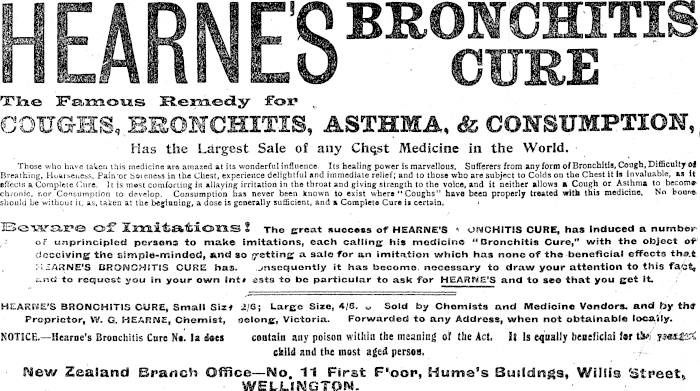 HEARNE'S BRONCHITIS
CURE
The Famous Remedy for
COUGHS, BRONCHITIS, ASTHMA, & CONSUMPTION,
Has the Largest Sale of any Chest Medicine in the World.
Those who have taken this medicine are amazed at its wonderful influence. Its healing power is marvellous. Sufferers from any form of Bronchitis, Cough, Difficulty of
Breathing, Hoarseness, Pain or Soreness in the Chest, experience delightful and immediate relief; and to those who are subject to Colds on the Chest it is invaluable, as it
effects a Complete Cure. It is most comforting in allaying irritation in the throat and giving strength to the voice, and it neither allows a Cough or Asthma to become
chronic, nor Consumption to develop. Consumption has never been known to exist where "Coughs" have been properly treated with this medicine. No house
should be without it, as, taken at the beginning, a dose is generally sufficient, and a Complete Cure is certain.
Beware of Imitations! The great success of HEARNE'S ONCHITIS CURE, has induced a number
of unprincipled persons to make imitations, each calling his medicine "Bronchitis Cure," with the object of
deceiving the simple-minded, and so getting a sale for an imitation which has none of the beneficial effects that
HEARNE'S BRONCHITIS CURE has. onsequently it has become necessary to draw your attention to this fact,
and to request you in your own ests to be particular to ask for HEARNE'S and to see that you get it.
HEARNE'S BRONCHITIS CURE, Small Size 2/6; Large Size, 4/6. Sold by Chemists and Medicine Vendors. and by the
Proprietor, W. G. HEARNE, Chemist, eelong, Victoria. Forwarded to any Address, when not obtainable locally.
NOTICE.—Hearne's Bronchitis Cure No. 1a does contain any poison within the meaning of the Act. It is equally beneficial for the
child and the most aged person.
New Zealand Branch Office—No. 11 First Floor, Hume's Buildngs, Willis Street,
WELLINGTON.